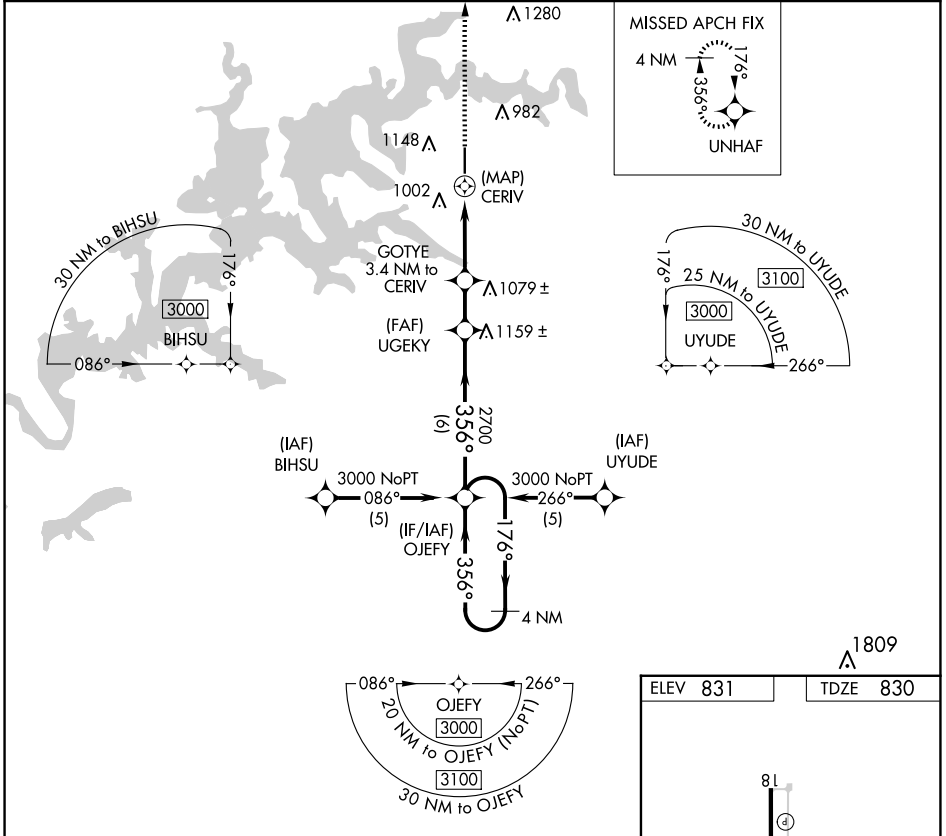 1280
MISSED APCH FIX
4 NM
176°
356°
UNHAF
982
1148
(MAP)
CERIV
1002
30 NM to BIHSU
176°
3000
BIHSU
086°
GOTYE
3.4 NM to
CERIV
1079 ±
(FAF)
UGEKY
1159 ±
30 NM to UYUDE
3100
176°
25 NM to UYUDE
3000
UYUDE
266°
2700
356°
(6)
(IAF)
BIHSU
3000 NoPT
086°
(5)
(IF/IAF)
OJEFY
3000 NoPT
266°
(5)
(IAF)
UYUDE
176°
356°
4 NM
1809
086°
266°
OJEFY
3000
20 NM to OJEFY (NoPT)
3100
30 NM to OJEFY
ELEV 831
TDZE 830
18
P